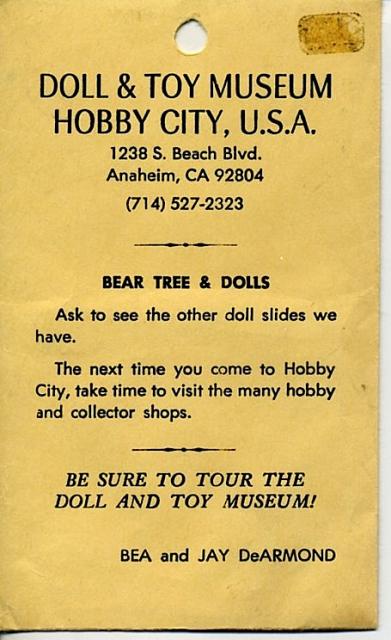 DOLL & TOY MUSEUM
HOBBY CITY, U.S.A.
1238 S. Beach Blvd.
Anaheim, CA 92804
(714) 527-2323
BEAR TREE & DOLLS
Ask to see the other doll slides we
have.
The next time you come to Hobby
City, take time to visit the many hobby
and collector shops.
BE SURE TO TOUR THE
DOLL AND TOY MUSEUM!
BEA and JAY DeARMOND